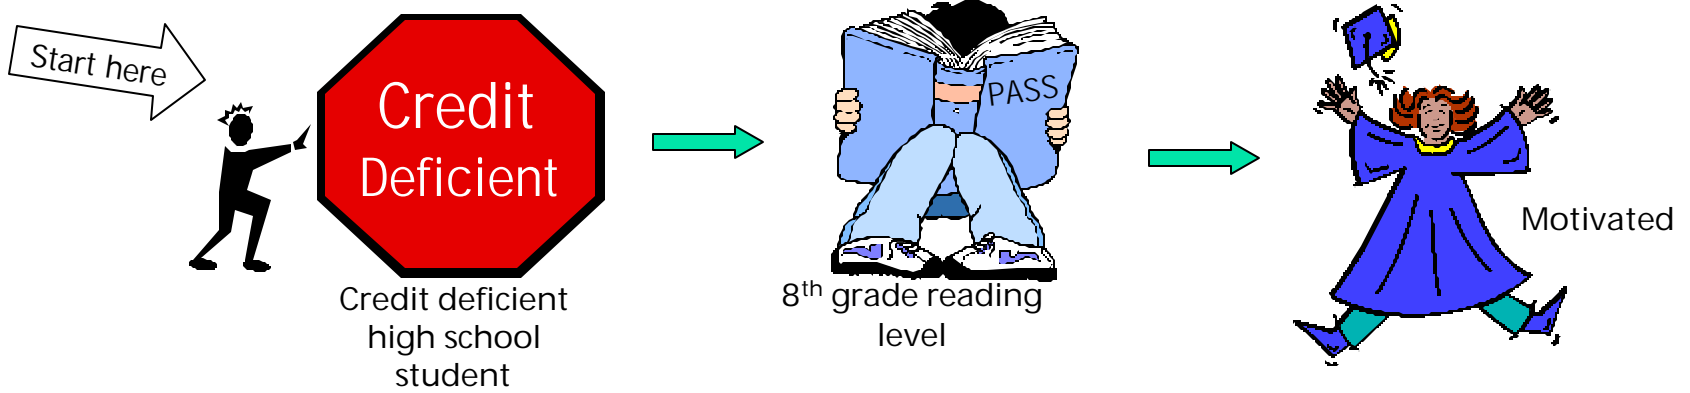 Start here
Credit
Deficient
Credit deficient
high school
student
PASS
8th grade reading
level
Motivated